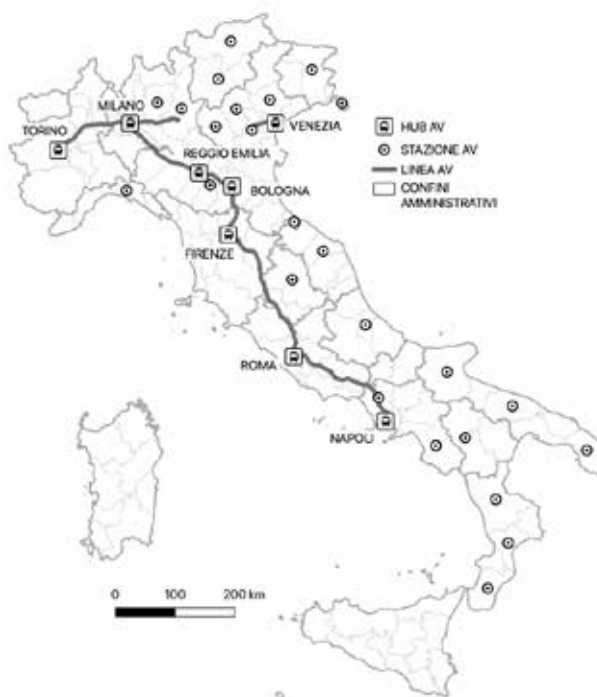 MILANO
TORINO
VENEZIA
REGGIO EMILIA
BOLOGNA
FIRENZE
ROMA
NAPOLI
HUB AV
STAZIONE AV
LINEA AV
CONFINI
AMMINISTRATIVI
0 100 200 km